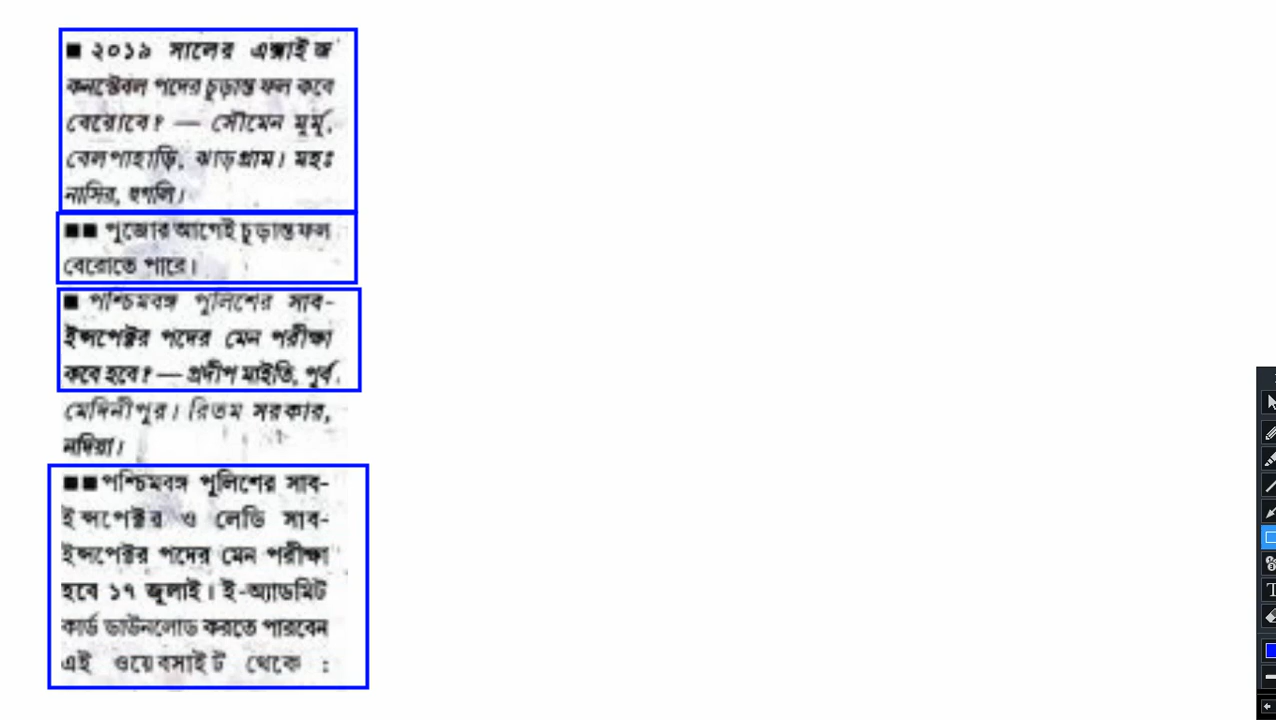 ■ ২০১৯ সালের এক্সাইজ
কনস্টেবল পদের চূড়ান্ত ফল কবে
বেরোবে? — সৌমেন মুর্মু,
বেলপাহাড়ি, ঝাড়গ্রাম। মহঃ
নাসির, হুগলি।
■■ পুজোর আগেই চূড়ান্ত ফল
বেরোতে পারে।
■ পশ্চিমবঙ্গ পুলিশের সাব-
ইন্সপেক্টর পদের মেন পরীক্ষা
কবে হবে? — প্রদীপ মাইতি, পূর্ব
মেদিনীপুর। রিতম সরকার,
নদিয়া।
■■ পশ্চিমবঙ্গ পুলিশের সাব-
ইন্সপেক্টর ও লেডি সাব-
ইন্সপেক্টর পদের মেন পরীক্ষা
হবে ১৭ জুলাই। ই-অ্যাডমিট
কার্ড ডাউনলোড করতে পারবেন
এই ওয়েবসাইট থেকে :